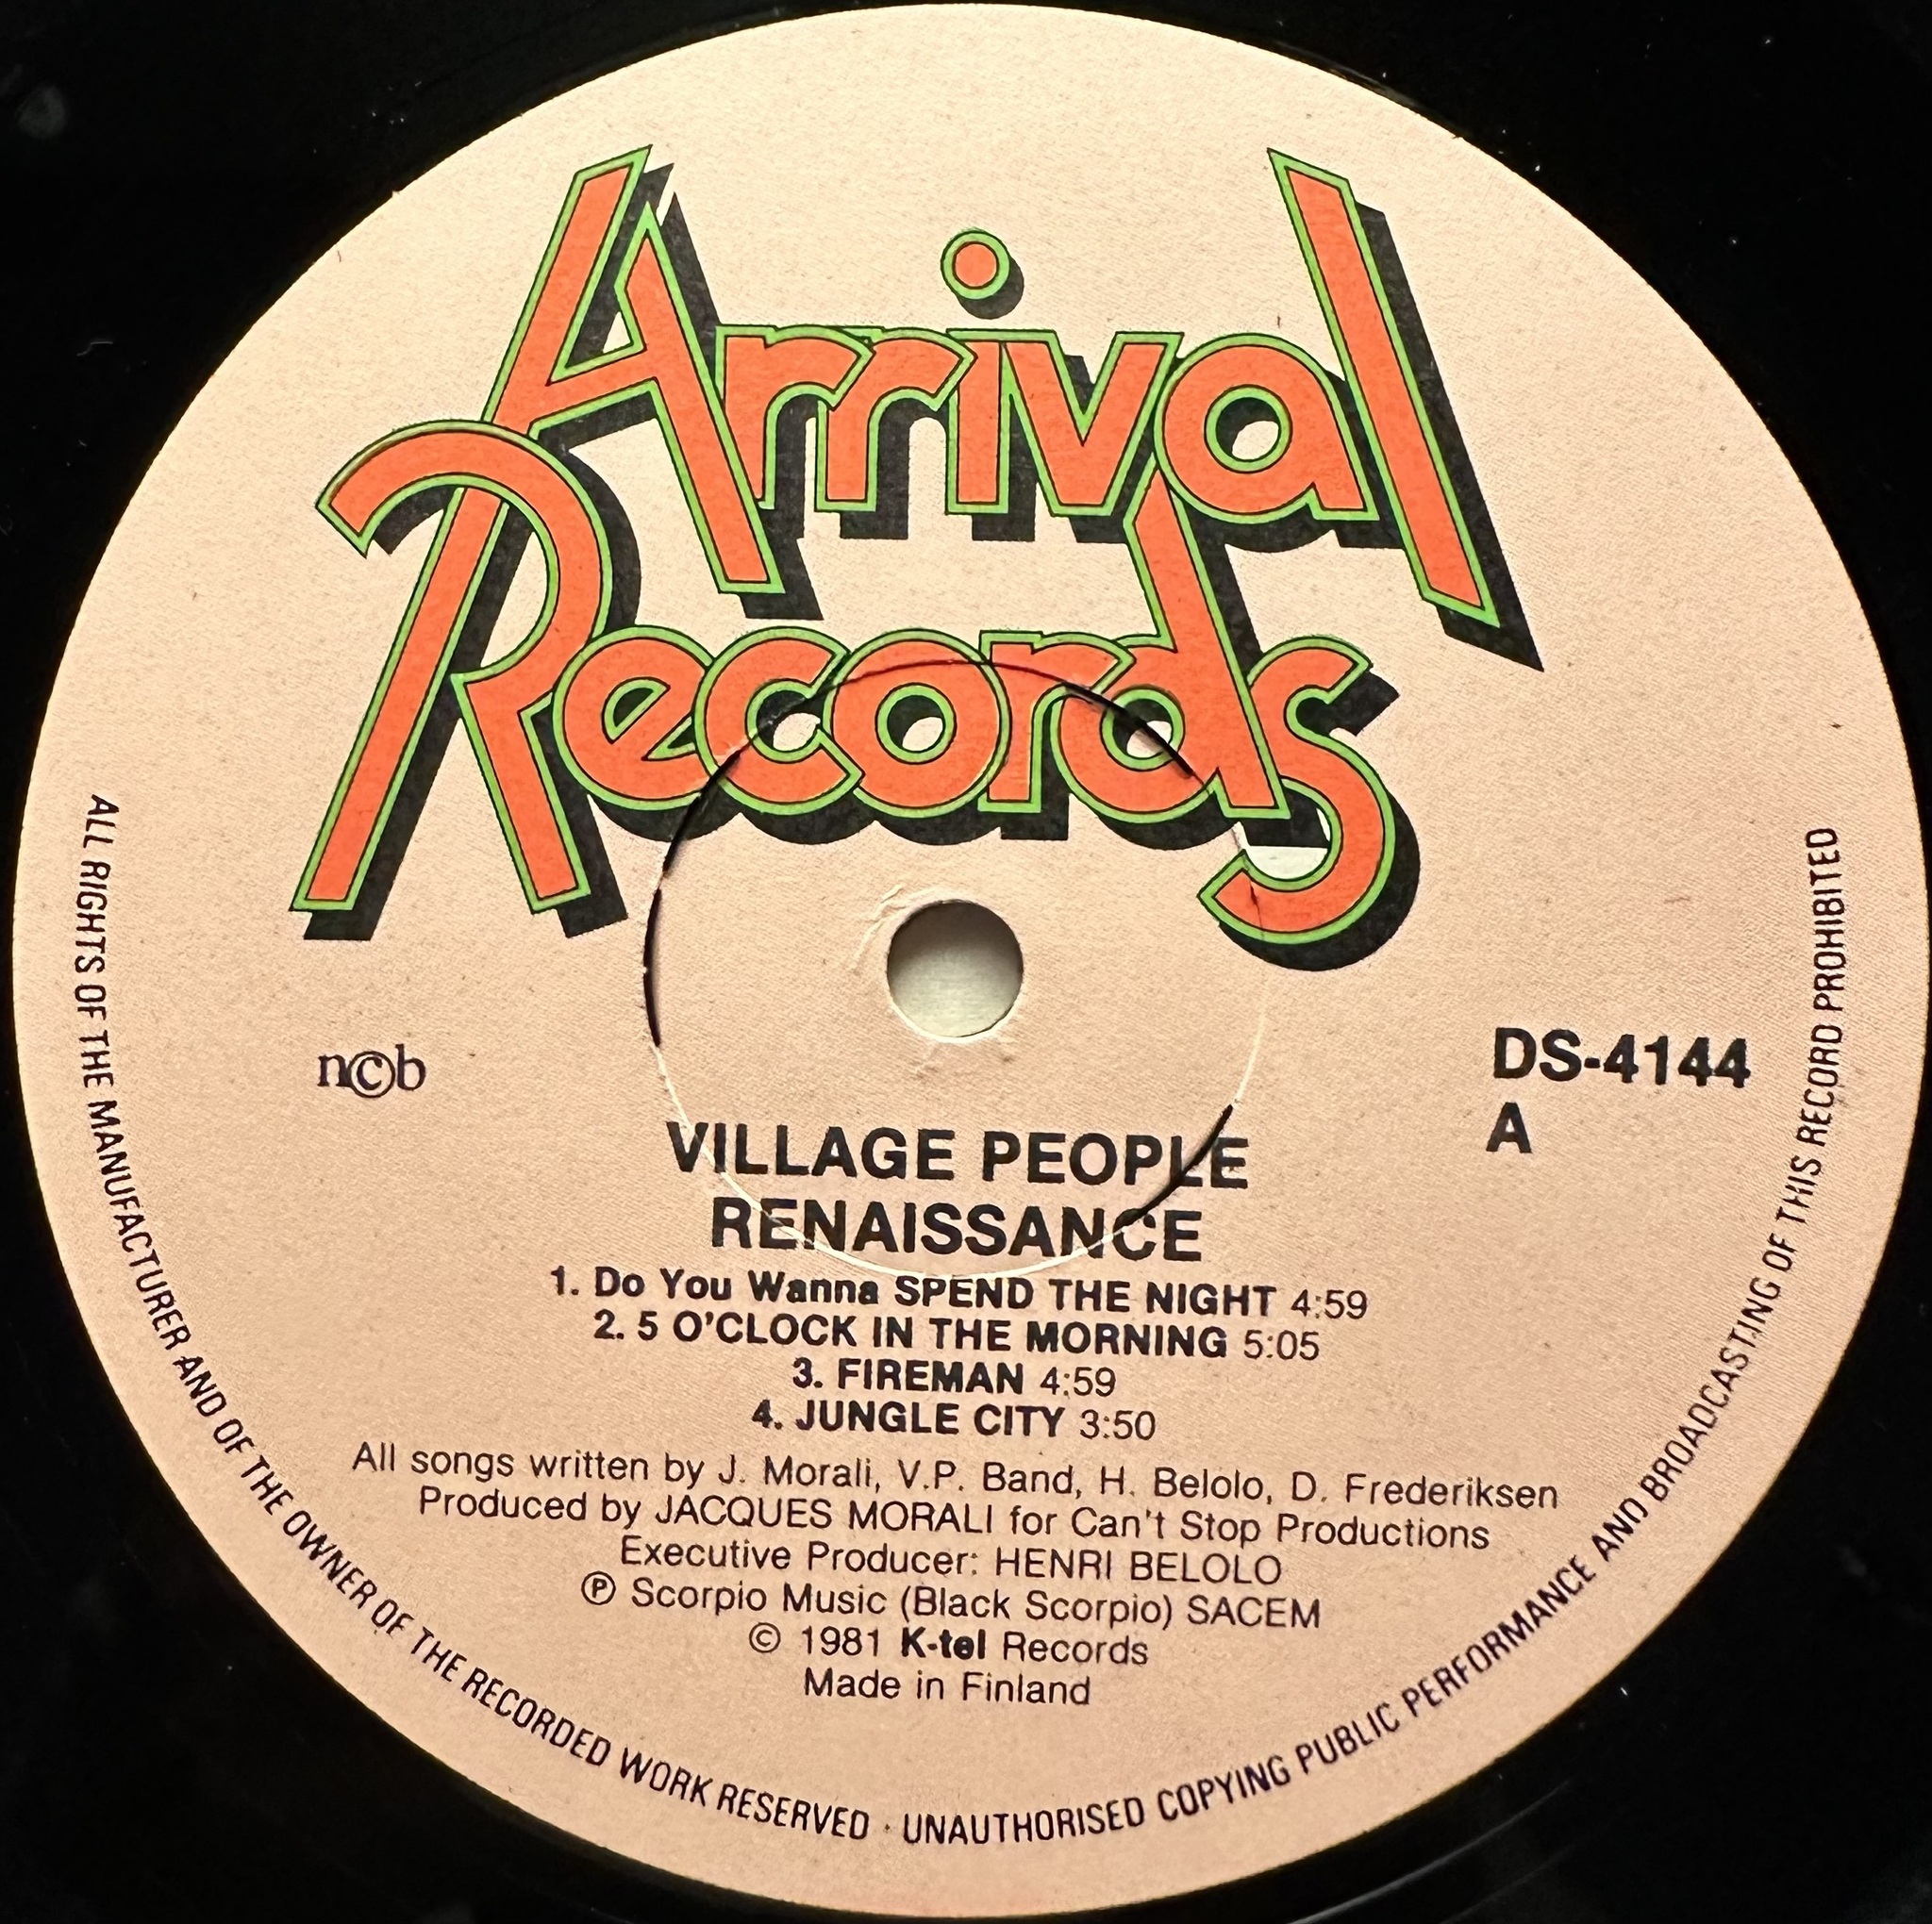 Arrival
Records
n©b
DS-4144
A
VILLAGE PEOPLE
RENAISSANCE
1. Do You Wanna SPEND THE NIGHT 4:59
2. 5 O'CLOCK IN THE MORNING 5:05
3. FIREMAN 4:59
4. JUNGLE CITY 3:50
All songs written by J. Morali, V.P. Band, H. Belolo, D. Frederiksen
Produced by JACQUES MORALI for Can't Stop Productions
Executive Producer: HENRI BELOLO
℗ Scorpio Music (Black Scorpio) SACEM
© 1981 K-tel Records
Made in Finland
ALL RIGHTS OF THE MANUFACTURER AND OF THE OWNER OF THE RECORDED WORK RESERVED · UNAUTHORISED COPYING PUBLIC PERFORMANCE AND BROADCASTING OF THIS RECORD PROHIBITED